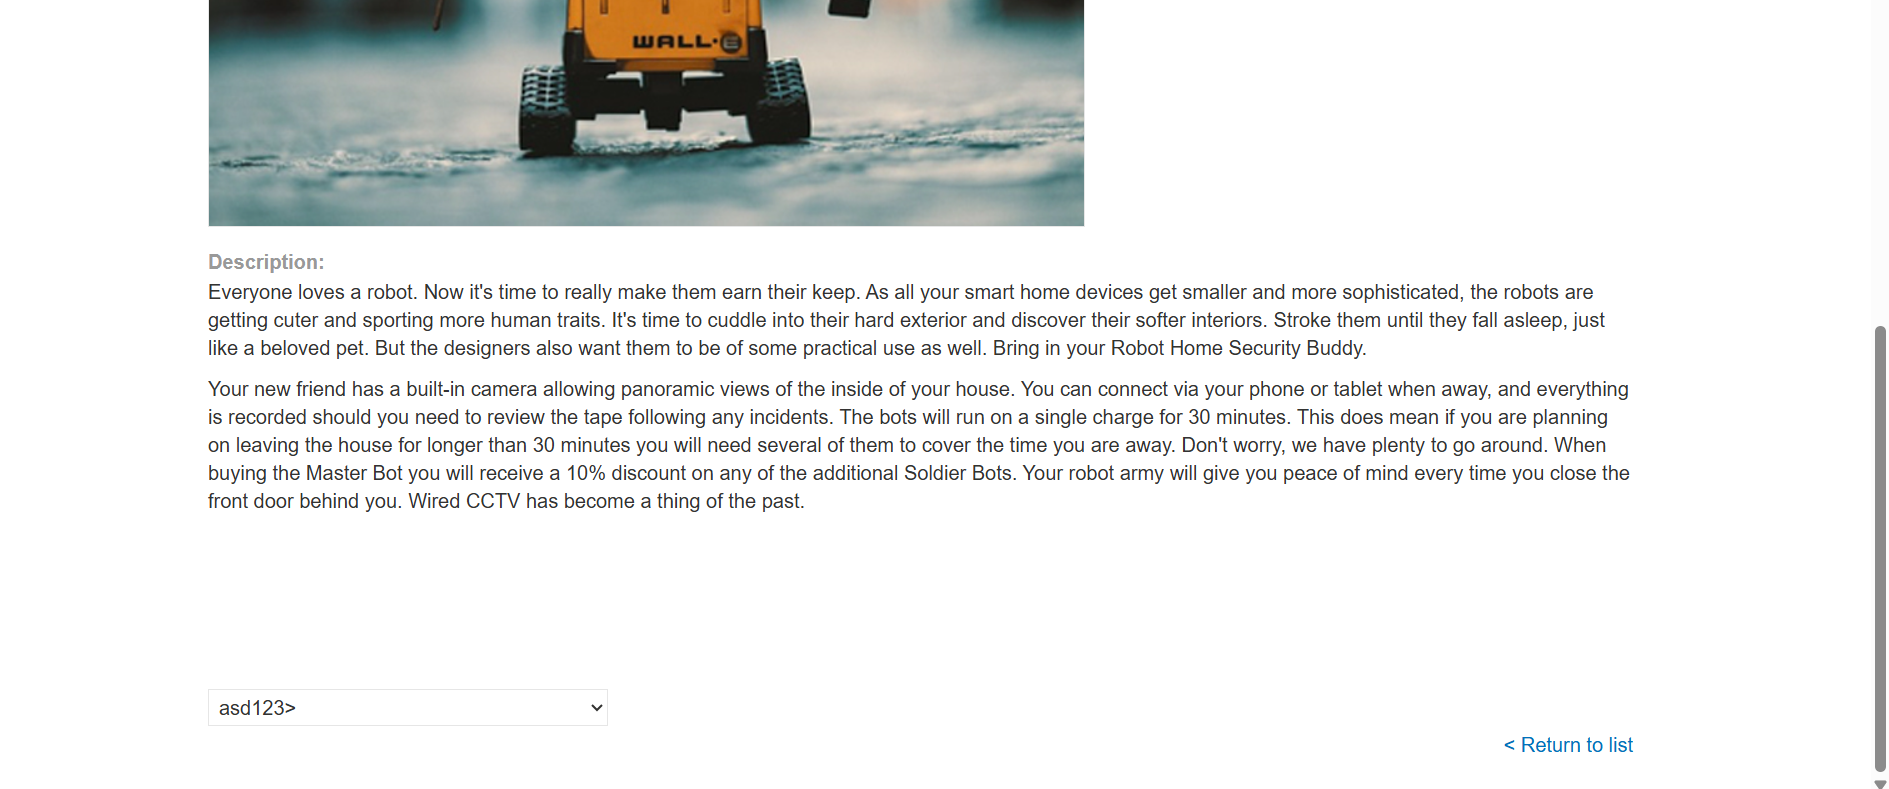 WALL·E
Description:
Everyone loves a robot. Now it's time to really make them earn their keep. As all your smart home devices get smaller and more sophisticated, the robots are
getting cuter and sporting more human traits. It's time to cuddle into their hard exterior and discover their softer interiors. Stroke them until they fall asleep, just
like a beloved pet. But the designers also want them to be of some practical use as well. Bring in your Robot Home Security Buddy.
Your new friend has a built-in camera allowing panoramic views of the inside of your house. You can connect via your phone or tablet when away, and everything
is recorded should you need to review the tape following any incidents. The bots will run on a single charge for 30 minutes. This does mean if you are planning
on leaving the house for longer than 30 minutes you will need several of them to cover the time you are away. Don't worry, we have plenty to go around. When
buying the Master Bot you will receive a 10% discount on any of the additional Soldier Bots. Your robot army will give you peace of mind every time you close the
front door behind you. Wired CCTV has become a thing of the past.
asd123>
< Return to list